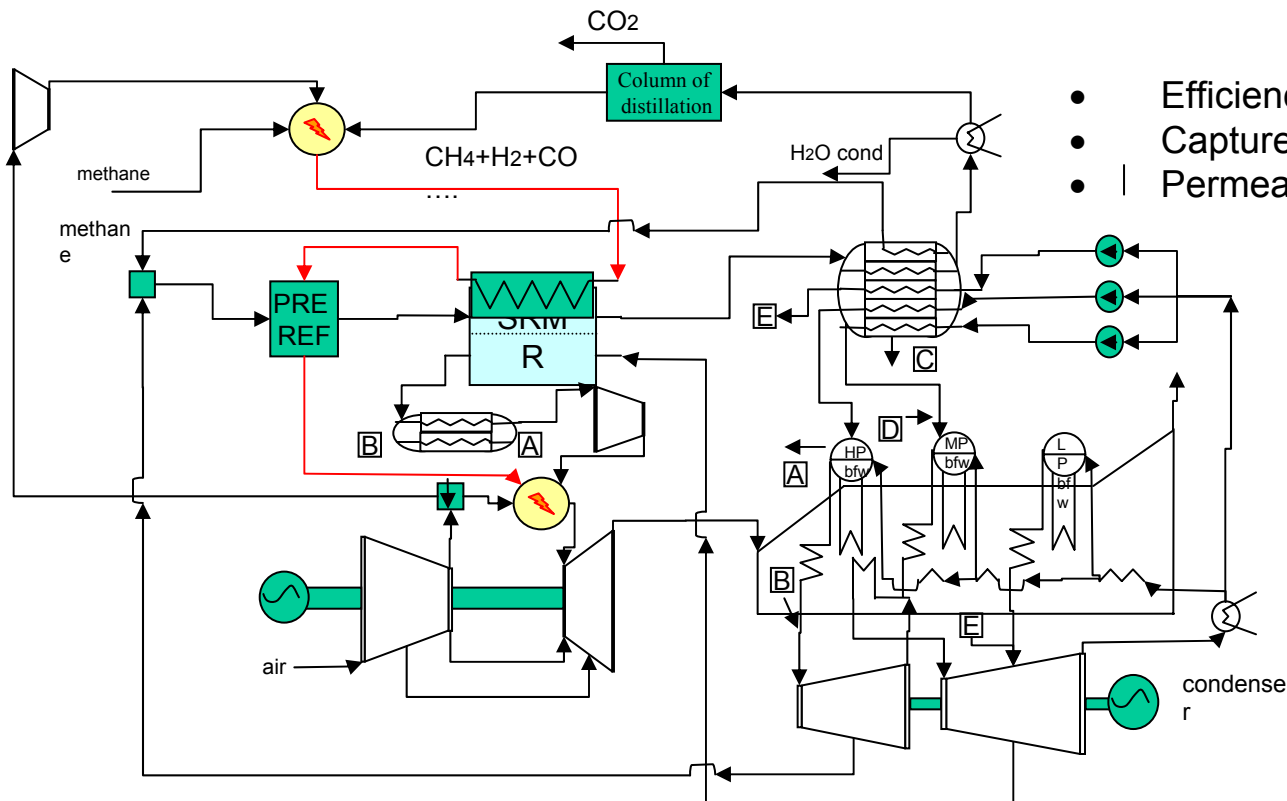 CO2
Column of
distillation
Efficienc
Capture
Permea
H2O cond
CH4+H2+CO
....
methane
methan
e
PRE
REF
SRM
R
E
C
B
A
D
A
HP
bfw
MP
bfw
L
P
bf
w
B
E
air
condense
r